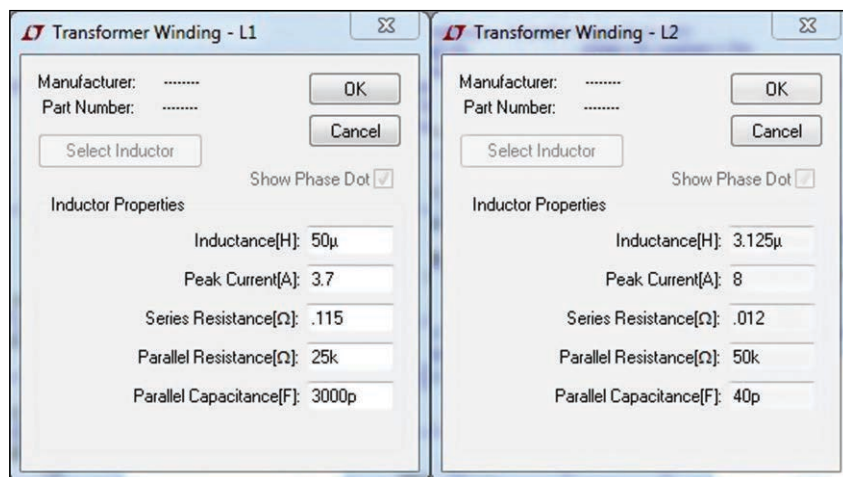 LT Transformer Winding - L1
Manufacturer: --------
Part Number: --------
OK
Cancel
Select Inductor
Show Phase Dot
Inductor Properties
Inductance[H]: 50µ
Peak Current[A]: 3.7
Series Resistance[Ω]: .115
Parallel Resistance[Ω]: 25k
Parallel Capacitance[F]: 3000p
LT Transformer Winding - L2
Manufacturer: --------
Part Number: --------
OK
Cancel
Select Inductor
Show Phase Dot
Inductor Properties
Inductance[H]: 3.125µ
Peak Current[A]: 8
Series Resistance[Ω]: .012
Parallel Resistance[Ω]: 50k
Parallel Capacitance[F]: 40p